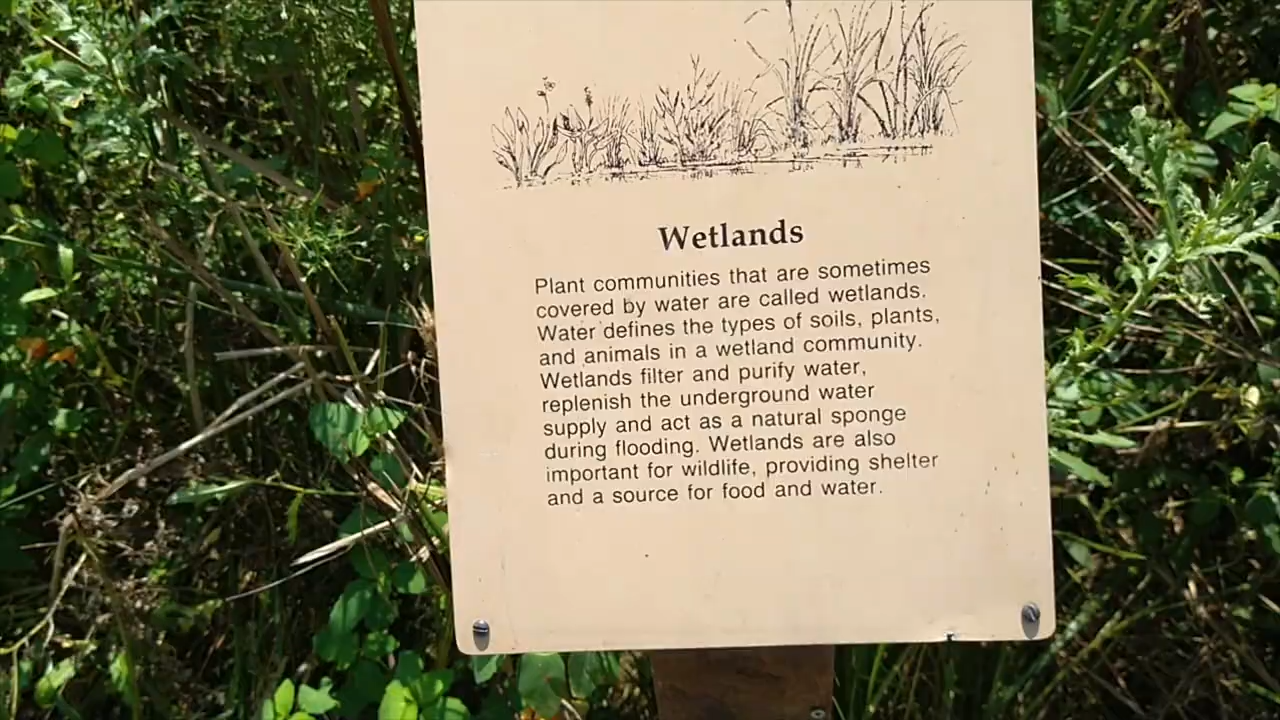 Wetlands
Plant communities that are sometimes
covered by water are called wetlands.
Water defines the types of soils, plants,
and animals in a wetland community.
Wetlands filter and purify water,
replenish the underground water
supply and act as a natural sponge
during flooding. Wetlands are also
important for wildlife, providing shelter
and a source for food and water.